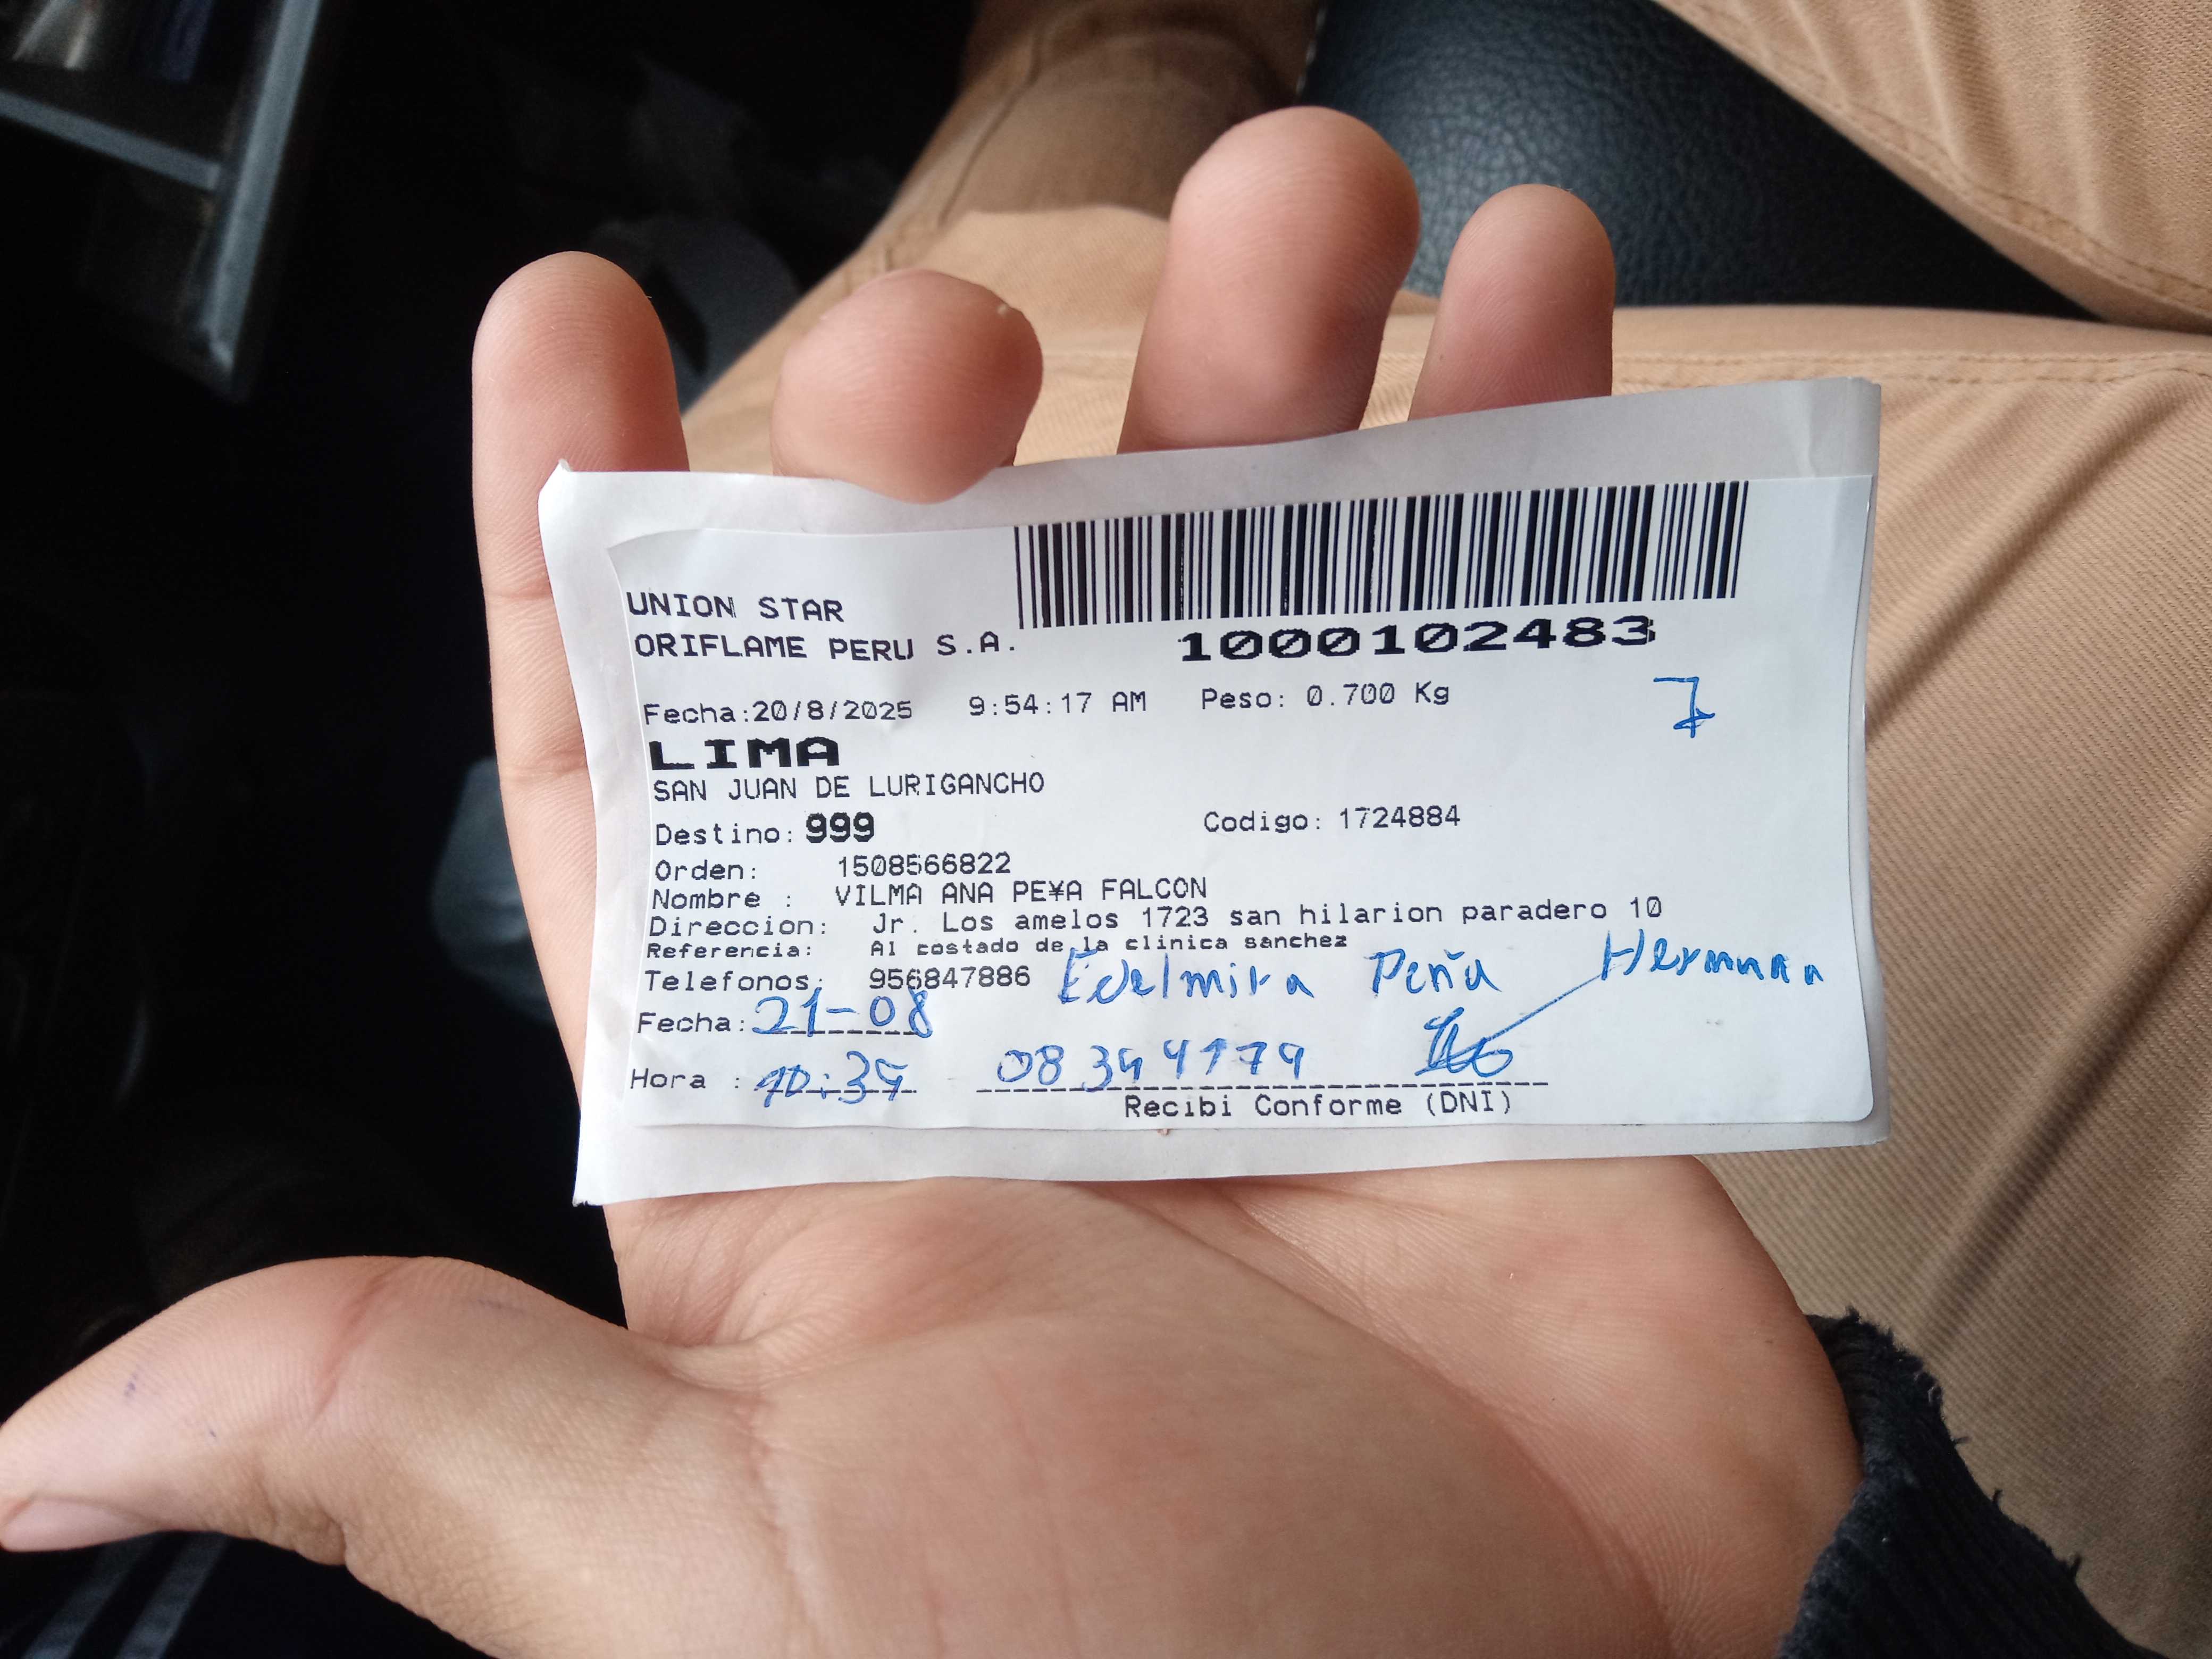 UNION STAR
ORIFLAME PERU S.A.
1000102483
Fecha:20/8/2025 9:54:17 AM Peso: 0.700 Kg
7
LIMA
SAN JUAN DE LURIGANCHO
Destino: 999 Codigo: 1724884
Orden: 1508566822
Nombre : VILMA ANA PE¥A FALCON
Direccion: Jr. Los amelos 1723 san hilarion paradero 10
Referencia: Al costado de la clinica sanchez
Telefonos: 956847886 Edelmira Peña Hermana
Fecha: 21-08
Hora :
Recibi Conforme (DNI)